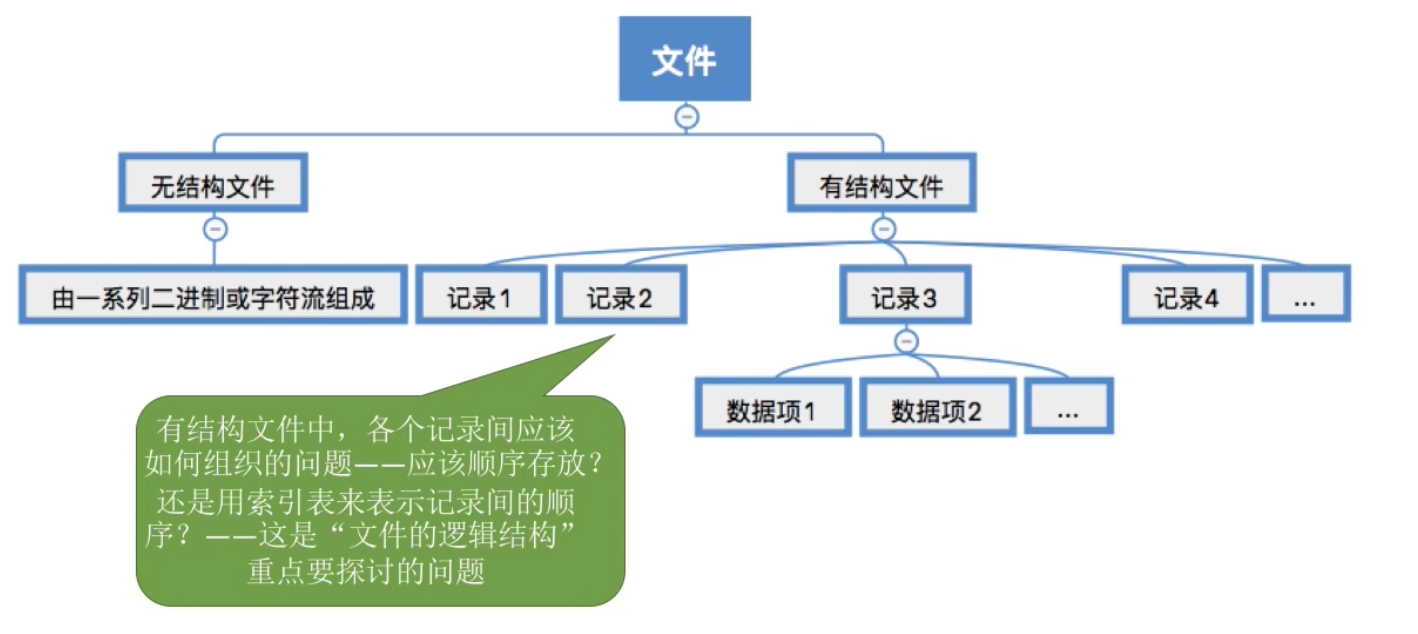 文件
无结构文件
有结构文件
由一系列二进制或字符流组成
记录1
记录2
记录3
记录4
...
数据项1
数据项2
...
有结构文件中，各个记录间应该
如何组织的问题——应该顺序存放？
还是用索引表来表示记录间的顺
序？——这是“文件的逻辑结构”
重点要探讨的问题